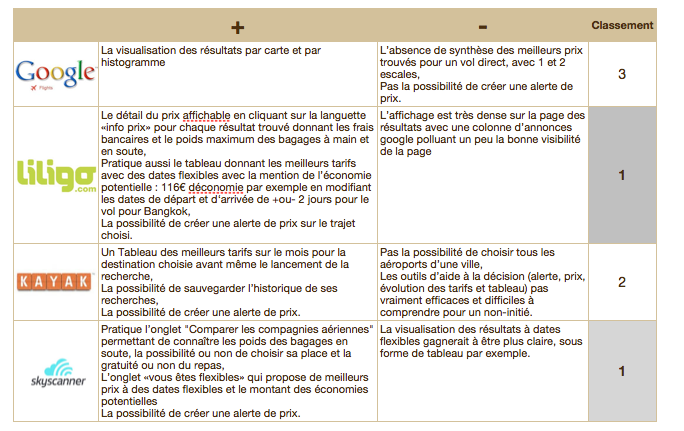 + - Classement
Google
Flights
La visualisation des résultats par carte et par
histogramme
L'absence de synthèse des meilleurs prix
trouvés pour un vol direct, avec 1 et 2
escales,
Pas la possibilité de créer une alerte de
prix.
3
liligo
.com
Le détail du prix affichable en cliquant sur la languette
«info prix» pour chaque résultat trouvé donnant les frais
bancaires et le poids maximum des bagages à main et
en soute,
Pratique aussi le tableau donnant les meilleurs tarifs
avec des dates flexibles avec la mention de l'économie
potentielle : 116€ déconomie par exemple en modifiant
les dates de départ et d'arrivée de +ou- 2 jours pour le
vol pour Bangkok,
La possibilité de créer une alerte de prix sur le trajet
choisi.
L'affichage est très dense sur la page des
résultats avec une colonne d'annonces
google polluant un peu la bonne visibilité
de la page
1
KAYAK
Un Tableau des meilleurs tarifs sur le mois pour la
destination choisie avant même le lancement de la
recherche,
La possibilité de sauvegarder l'historique de ses
recherches,
La possibilité de créer une alerte de prix.
Pas la possibilité de choisir tous les
aéroports d'une ville,
Les outils d'aide à la décision (alerte, prix,
évolution des tarifs et tableau) pas
vraiment efficaces et difficiles à
comprendre pour un non-initié.
2
skyscanner
Pratique l'onglet "Comparer les compagnies aériennes"
permettant de connaître les poids des bagages en
soute, la possibilité ou non de choisir sa place et la
gratuité ou non du repas,
L'onglet «vous êtes flexibles» qui propose de meilleurs
prix à des dates flexibles et le montant des économies
potentielles
La possibilité de créer une alerte de prix.
La visualisation des résultats à dates
flexibles gagnerait à être plus claire, sous
forme de tableau par exemple.
1